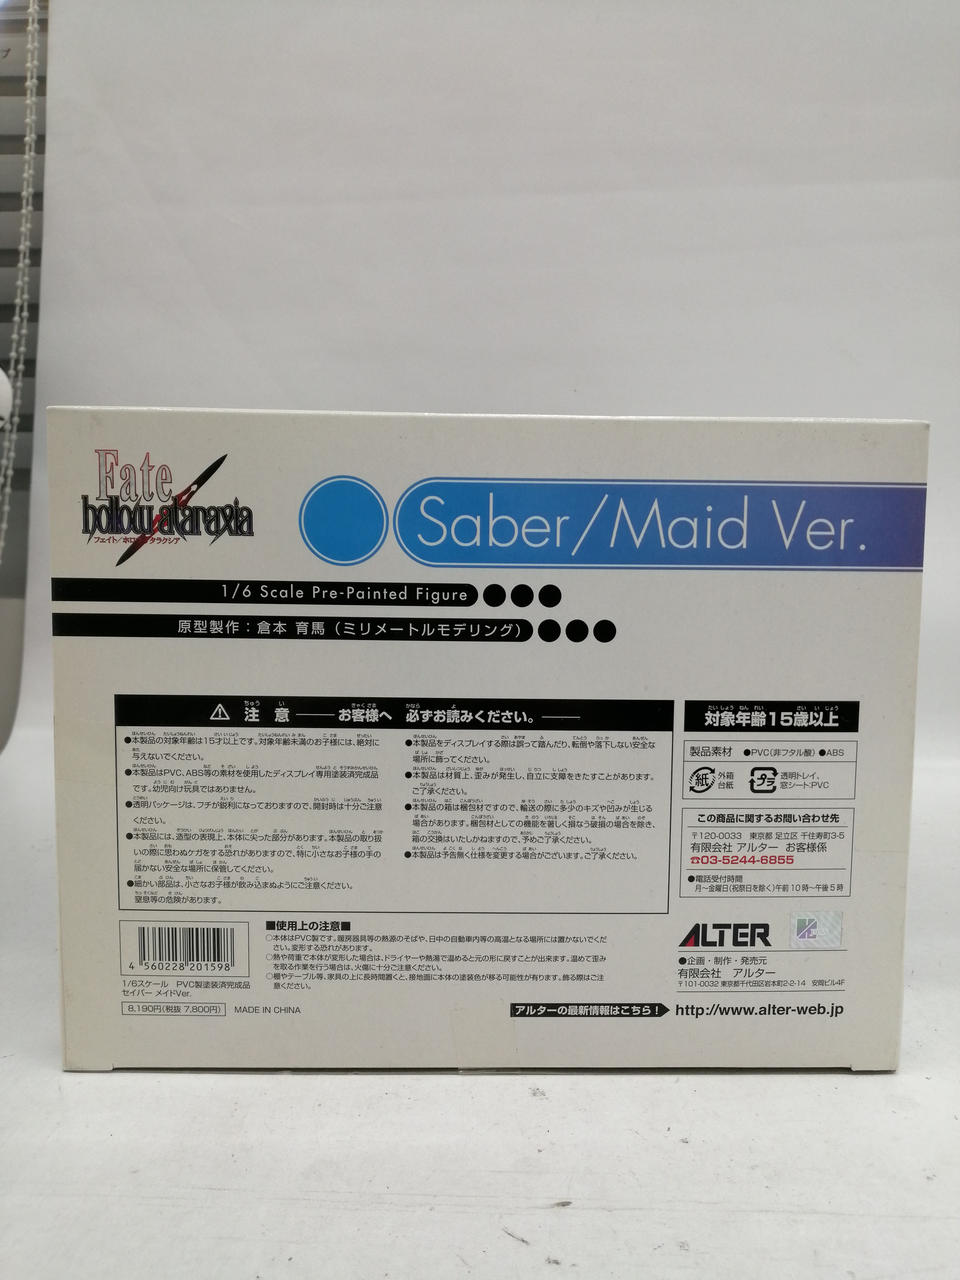 プ
Fate
hollow ataraxia
フェイト/ホロウアタラクシア
Saber/Maid Ver.
1/6 Scale Pre-Painted Figure
原型製作：倉本 育馬（ミリメートルモデリング）
注意 お客様へ 必ずお読みください。
●本製品の対象年齢は15才以上です。対象年齢未満のお子様には、絶対に
与えないでください。
●本製品はPVC、ABS等の素材を使用したディスプレイ専用塗装済完成品
です。幼児向け玩具ではありません。
●透明パッケージは、フチが鋭利になっておりますので、開封時は十分ご注意
ください。
●本製品には、造型の表現上、本体に尖った部分があります。本製品の取り扱
いの際に思わぬケガをする恐れがありますので、特に小さなお子様の手の
届かない安全な場所に保管してください。
●細かい部品は、小さなお子様が飲み込まぬようにご注意ください。
窒息等の危険があります。
●本製品をディスプレイする際は誤って踏んだり、転倒や落下しない安全な
場所に飾ってください。
●本製品は材質上、歪みが発生し、自立に支障をきたすことがあります。
ご了承ください。
●本製品の箱は梱包材ですので、輸送の際に多少のキズや凹みが生じる
場合があります。梱包材としての機能を著しく損なう破損の場合を除き、
箱の交換はいたしかねますので、予めご了承ください。
●本製品は予告無く仕様を変更する場合がございます。ご了承ください。
対象年齢15歳以上
製品素材 ●PVC(非フタル酸) ●ABS
紙 外箱 台紙
プラ 透明トレイ、 窓シート:PVC
この商品に関するお問い合わせ先
〒120-0033 東京都 足立区 千住寿町3-5
有限会社 アルター お客様係
☎03-5244-6855
●電話受付時間
月〜金曜日(祝祭日を除く)午前10時〜午後5時
4 560228 201598
1/6スケール PVC製塗装済完成品
セイバー メイドVer.
8,190円(税抜 7,800円) MADE IN CHINA
■使用上の注意■
○本体はPVC製です。暖房器具等の熱源のそばや、日中の自動車内等の高温となる場所には置かないでくだ
さい。変形する恐れがあります。
○熱や荷重で本体が変形した場合は、ドライヤーや熱湯で温めると元の形に戻すことが出来ます。温めて歪み
を取る作業を行う場合は、火傷に十分ご注意ください。
○棚やテーブル等、家具の上に長時間置くと、接地面に本体の塗装色が移る可能性が有ります。飾る際はご注
意ください。
ALTER
●企画・制作・発売元
有限会社 アルター
〒101-0032 東京都千代田区岩本町2-2-14 安岡ビル4F
アルターの最新情報はこちら！ http://www.alter-web.jp